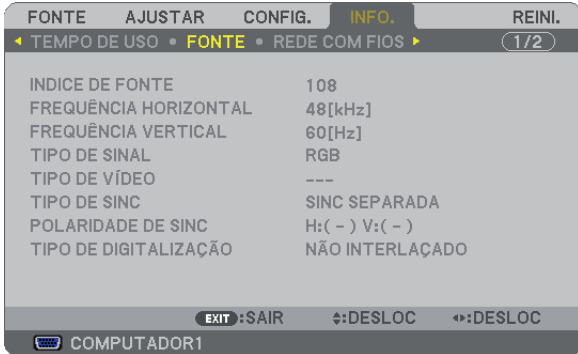 FONTE AJUSTAR CONFIG. INFO. REINI.
TEMPO DE USO • FONTE • REDE COM FIOS 1/2
INDICE DE FONTE 108
FREQUÊNCIA HORIZONTAL 48[kHz]
FREQUÊNCIA VERTICAL 60[Hz]
TIPO DE SINAL RGB
TIPO DE VÍDEO ---
TIPO DE SINC SINC SEPARADA
POLARIDADE DE SINC H:( - ) V:( - )
TIPO DE DIGITALIZAÇÃO NÃO INTERLAÇADO
EXIT :SAIR :DESLOC :DESLOC
COMPUTADOR1